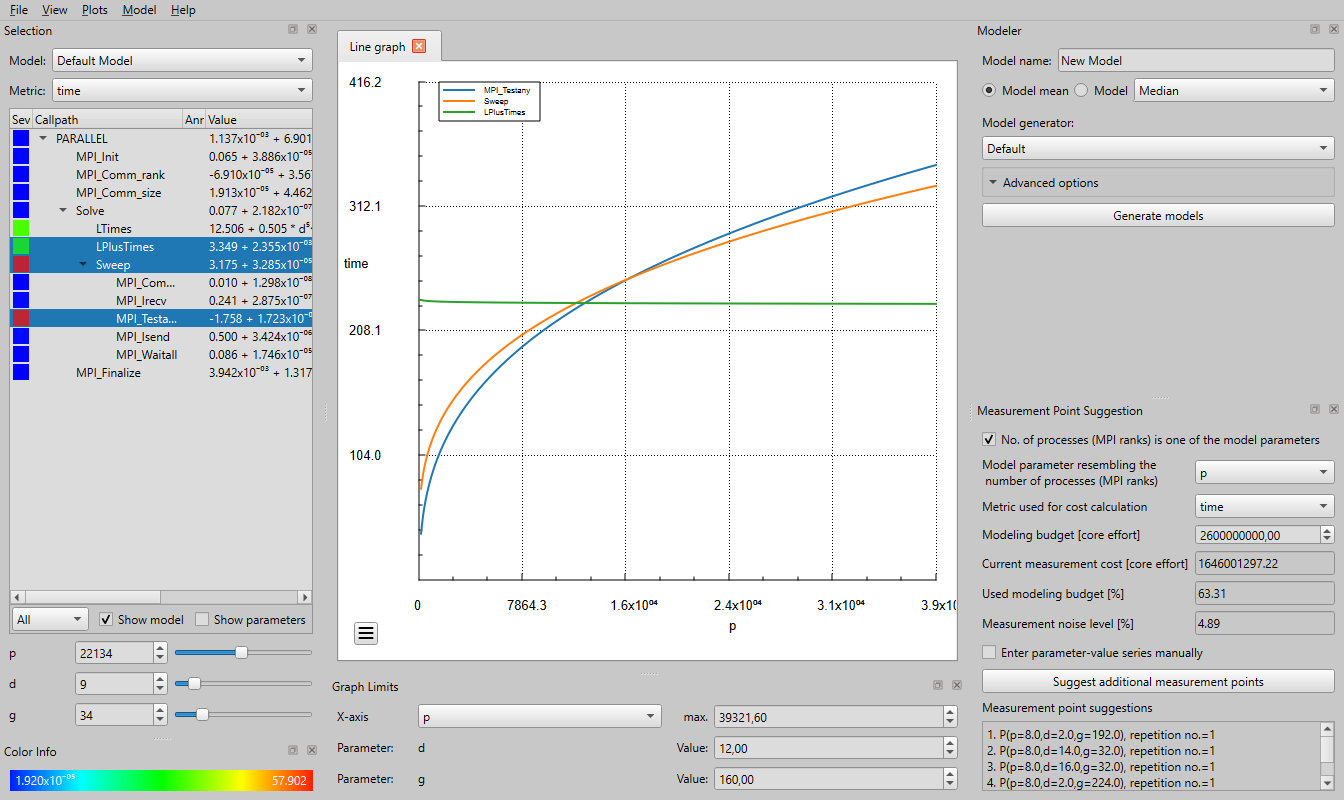 File View Plots Model Help
Selection
Model: Default Model
Metric: time
Sev Callpath Anr Value
PARALLEL 1.137x10⁻⁰³ + 6.901
MPI_Init 0.065 + 3.886x10⁻⁰⁵
MPI_Comm_rank -6.910x10⁻⁰⁵ + 3.56
MPI_Comm_size 1.913x10⁻⁰⁵ + 4.462
Solve 0.077 + 2.182x10⁻⁰⁷
LTimes 12.506 + 0.505 * d⁵
LPlusTimes 3.349 + 2.355x10⁻⁰³
Sweep 3.175 + 3.285x10⁻⁰⁵
MPI_Com... 0.010 + 1.298x10⁻⁰⁸
MPI_Irecv 0.241 + 2.875x10⁻⁰⁷
MPI_Testa... -1.758 + 1.723x10⁻⁰
MPI_Isend 0.500 + 3.424x10⁻⁰⁶
MPI_Waitall 0.086 + 1.746x10⁻⁰⁵
MPI_Finalize 3.942x10⁻⁰³ + 1.317
All Show model Show parameters
p 22134
d 9
g 34
Color Info
1.920x10⁻⁰⁵ 57.902
Line graph
416.2
312.1
time
208.1
104.0
MPI_Testany
Sweep
LPlusTimes
0 7864.3 1.6x10⁰⁴ 2.4x10⁰⁴ 3.1x10⁰⁴ 3.9x10
p
Graph Limits
X-axis p max. 39321,60
Parameter: d Value: 12,00
Parameter: g Value: 160,00
Modeler
Model name: New Model
Model mean Model Median
Model generator:
Default
Advanced options
Generate models
Measurement Point Suggestion
No. of processes (MPI ranks) is one of the model parameters
Model parameter resembling the
number of processes (MPI ranks) p
Metric used for cost calculation time
Modeling budget [core effort] 2600000000,00
Current measurement cost [core effort] 1646001297.22
Used modeling budget [%] 63.31
Measurement noise level [%] 4.89
Enter parameter-value series manually
Suggest additional measurement points
Measurement point suggestions
1. P(p=8.0,d=2.0,g=192.0), repetition no.=1
2. P(p=8.0,d=14.0,g=32.0), repetition no.=1
3. P(p=8.0,d=16.0,g=32.0), repetition no.=1
4. P(p=8.0,d=2.0,g=224.0), repetition no.=1